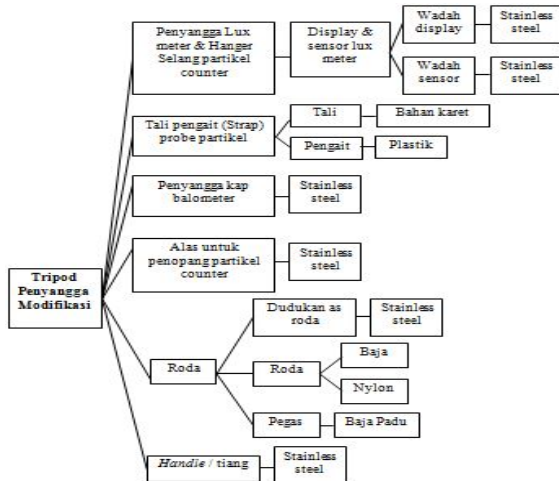 Penyangga Lux
meter & Hanger
Selang partikel
counter
Display &
sensor lux
meter
Wadah
display
Stainless
steel
Wadah
sensor
Stainless
steel
Tali pengait (Strap)
probe partikel
Tali
Bahan karet
Pengait
Plastik
Penyangga kap
balometer
Stainless
steel
Alas untuk
penopang partikel
counter
Stainless
steel
Tripod
Penyangga
Modifikasi
Roda
Dudukan as
roda
Stainless
steel
Roda
Baja
Nylon
Pegas
Baja Padu
Handle / tiang
Stainless
steel